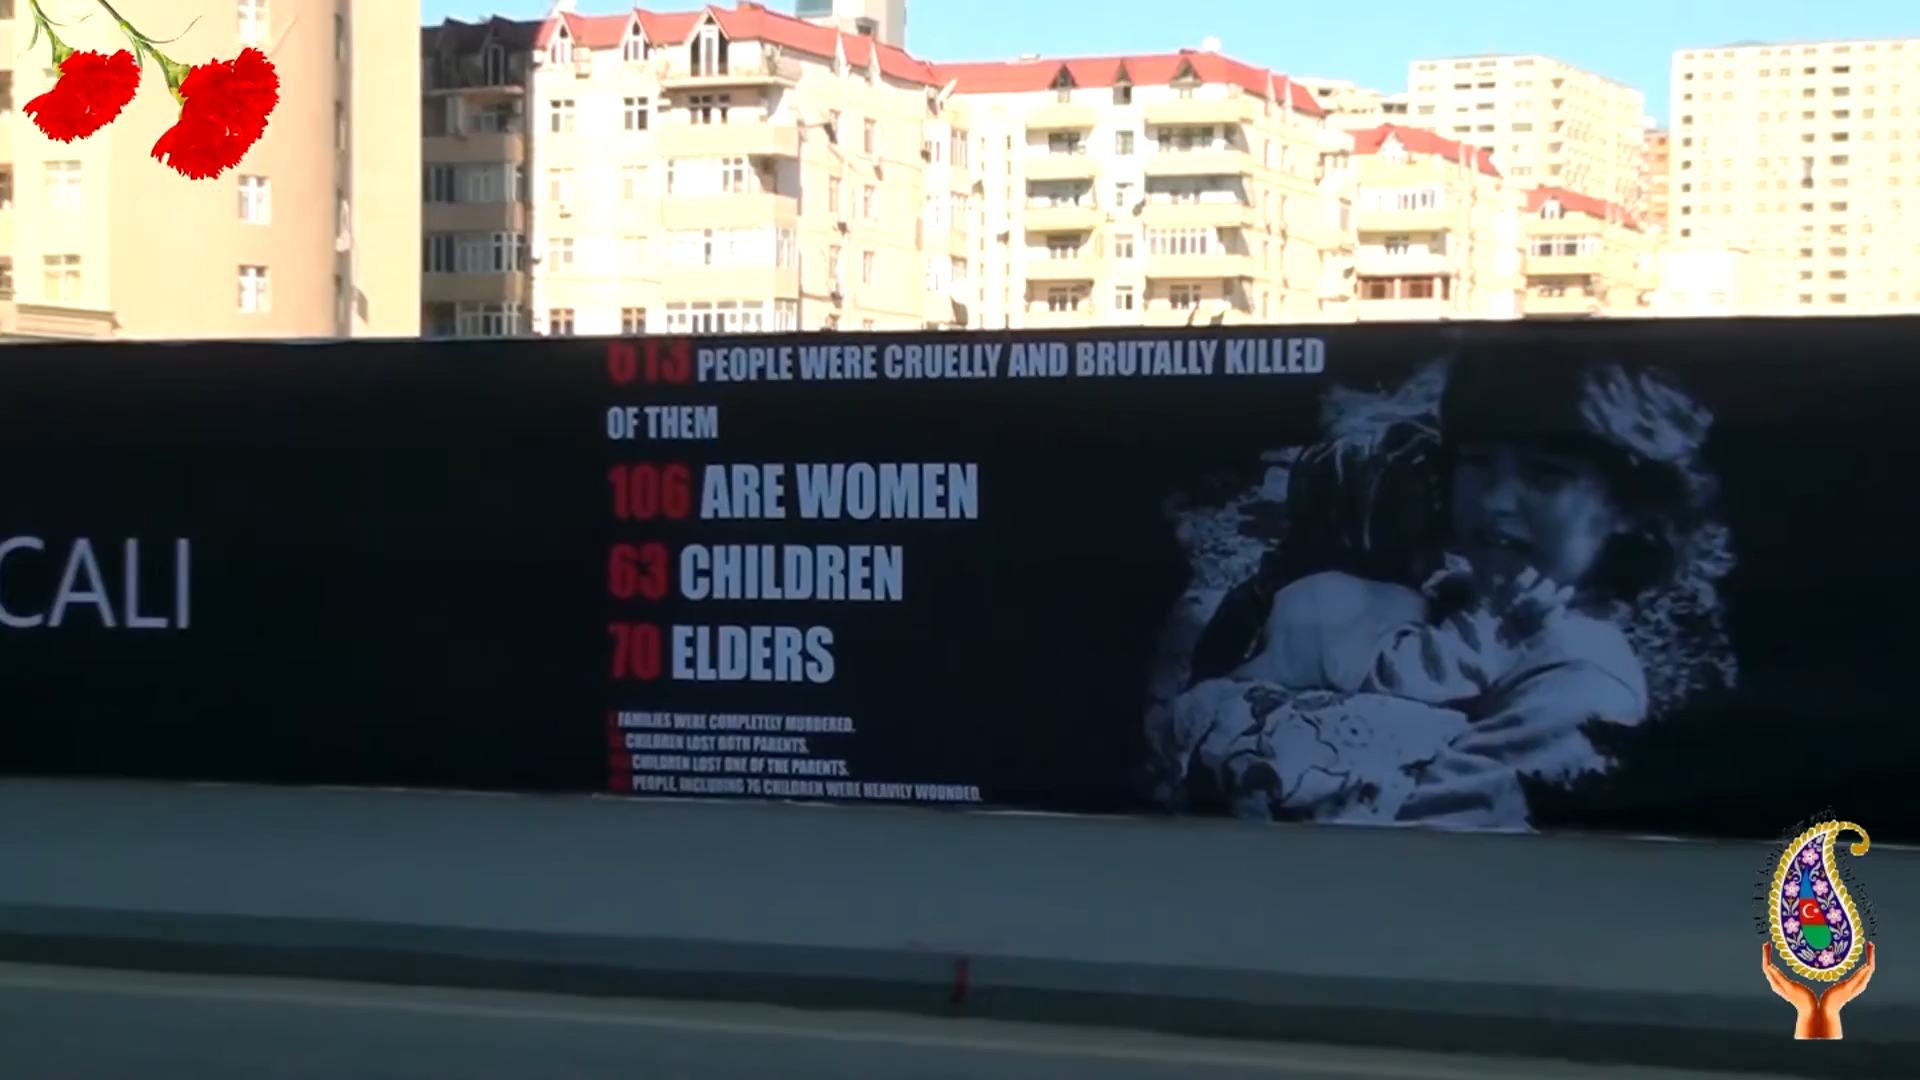 613 PEOPLE WERE CRUELLY AND BRUTALLY KILLED
OF THEM
106 ARE WOMEN
63 CHILDREN
70 ELDERS
CALI
FAMILIES WERE COMPLETELY MURDERED.
CHILDREN LOST BOTH PARENTS.
CHILDREN LOST ONE OF THE PARENTS.
PEOPLE, INCLUDING 76 CHILDREN WERE HEAVILY WOUNDED.